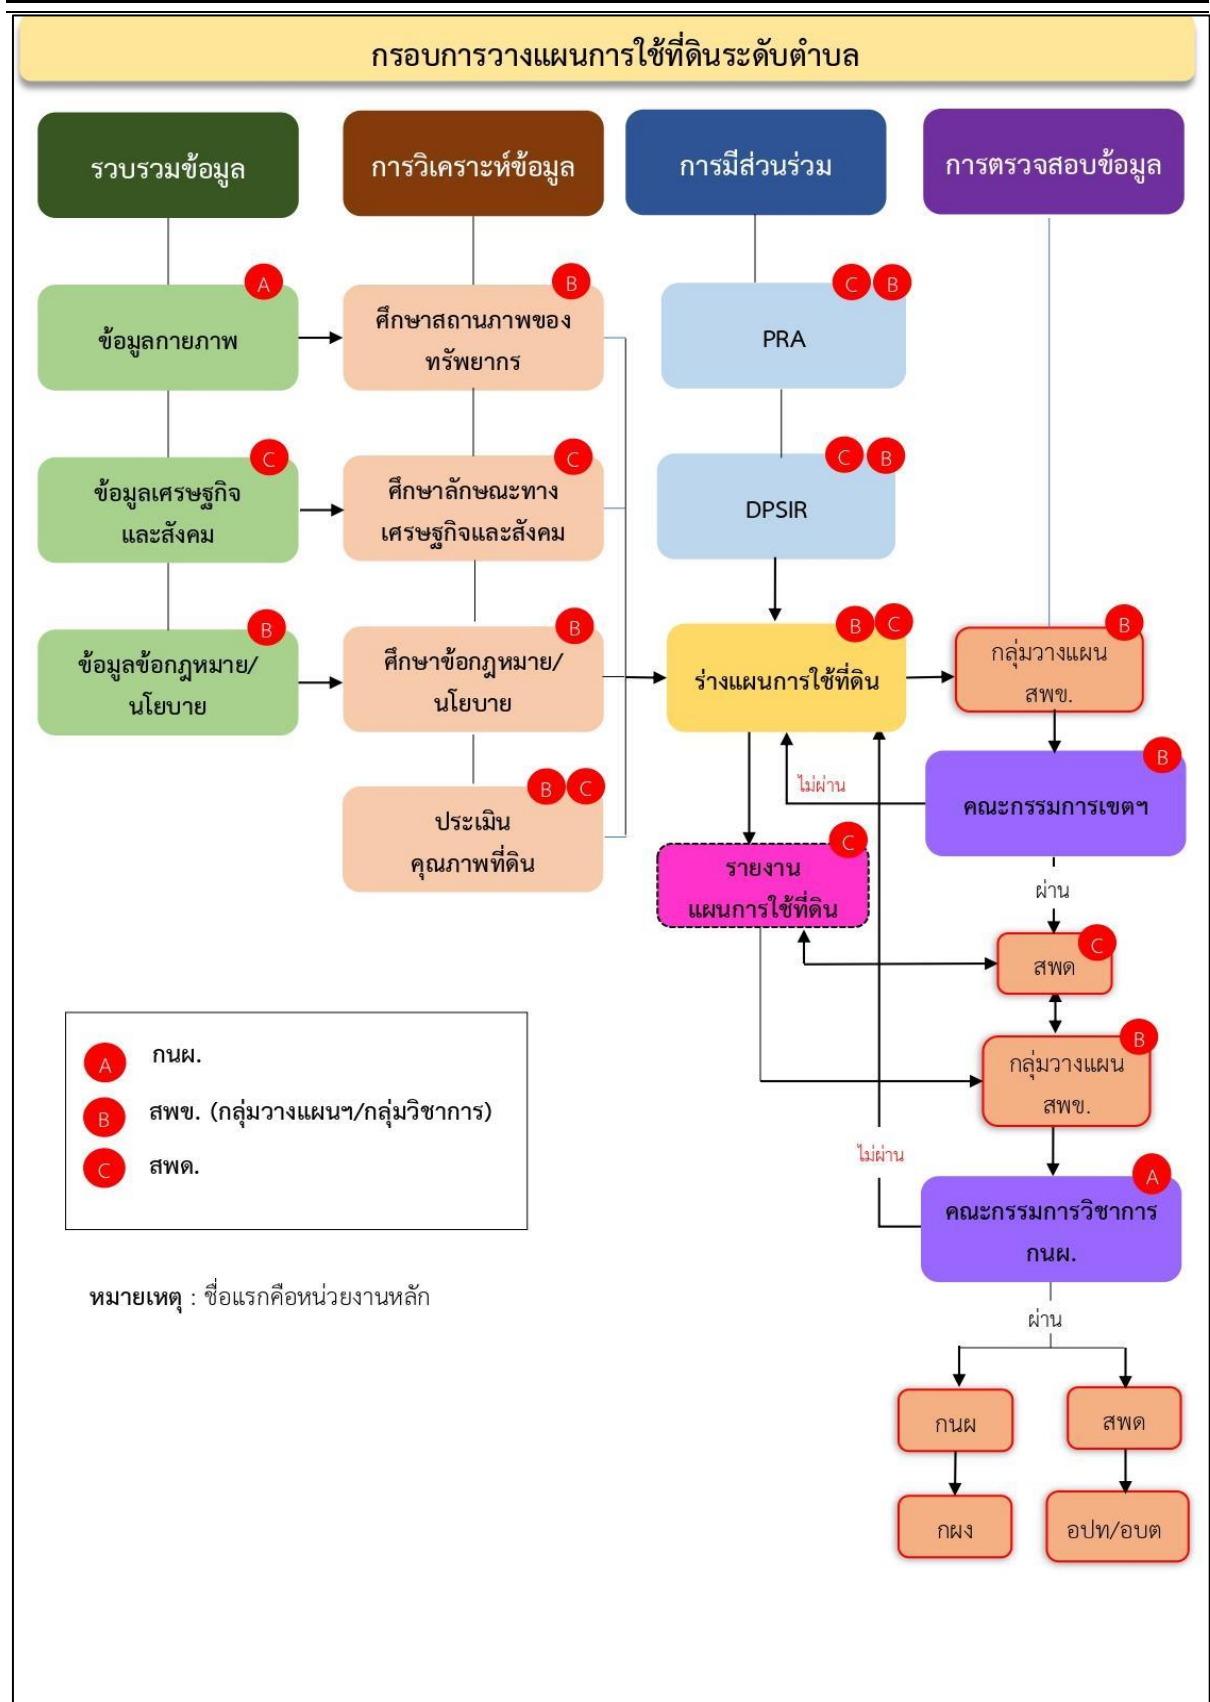 กรอบการวางแผนการใช้ที่ดินระดับตำบล
รวบรวมข้อมูล
การวิเคราะห์ข้อมูล
การมีส่วนร่วม
การตรวจสอบข้อมูล
A
ข้อมูลกายภาพ
B
ศึกษาสถานภาพของ
ทรัพยากร
C B
PRA
C
ข้อมูลเศรษฐกิจ
และสังคม
C
ศึกษาลักษณะทาง
เศรษฐกิจและสังคม
C B
DPSIR
B
ข้อมูลข้อกฎหมาย/
นโยบาย
B
ศึกษาข้อกฎหมาย/
นโยบาย
B C
ร่างแผนการใช้ที่ดิน
B
กลุ่มวางแผน
สพข.
B C
ประเมิน
คุณภาพที่ดิน
ไม่ผ่าน
B
คณะกรรมการเขตฯ
C
รายงาน
แผนการใช้ที่ดิน
ผ่าน
C
สพด
B
กลุ่มวางแผน
สพข.
A กนผ.
B สพข. (กลุ่มวางแผนฯ/กลุ่มวิชาการ)
C สพด.
ไม่ผ่าน
A
คณะกรรมการวิชาการ
กนผ.
หมายเหตุ : ชื่อแรกคือหน่วยงานหลัก
ผ่าน
กนผ
สพด
กผง
อปท/อบต